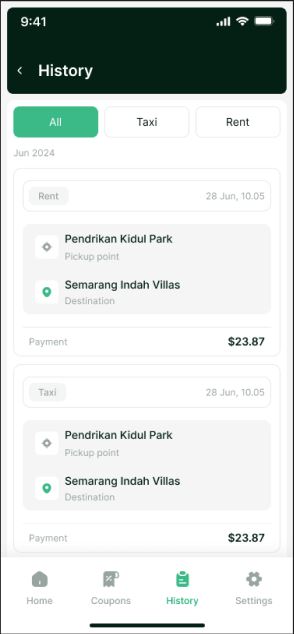 9:41
History
All
Taxi
Rent
Jun 2024
Rent
28 Jun, 10.05
Pendrikan Kidul Park
Pickup point
Semarang Indah Villas
Destination
Payment
$23.87
Taxi
28 Jun, 10.05
Pendrikan Kidul Park
Pickup point
Semarang Indah Villas
Destination
Payment
$23.87
Home
Coupons
History
Settings